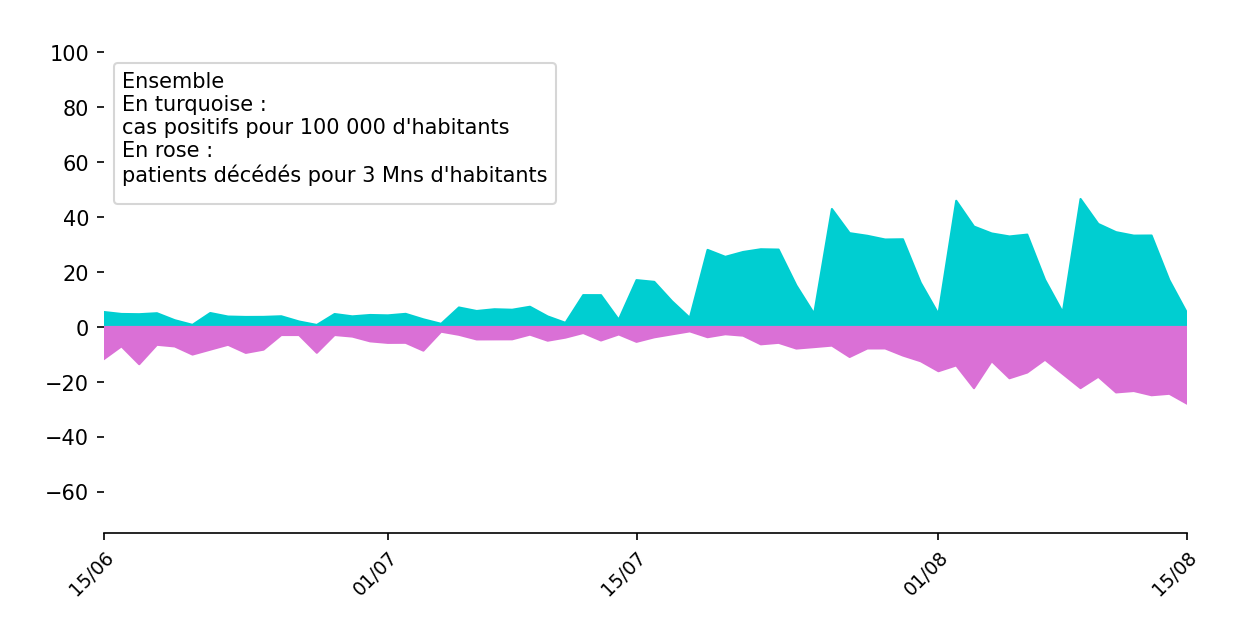 100
80
60
40
20
0
−20
−40
−60
Ensemble
En turquoise :
cas positifs pour 100 000 d'habitants
En rose :
patients décédés pour 3 Mns d'habitants
15/06
01/07
15/07
01/08
15/08